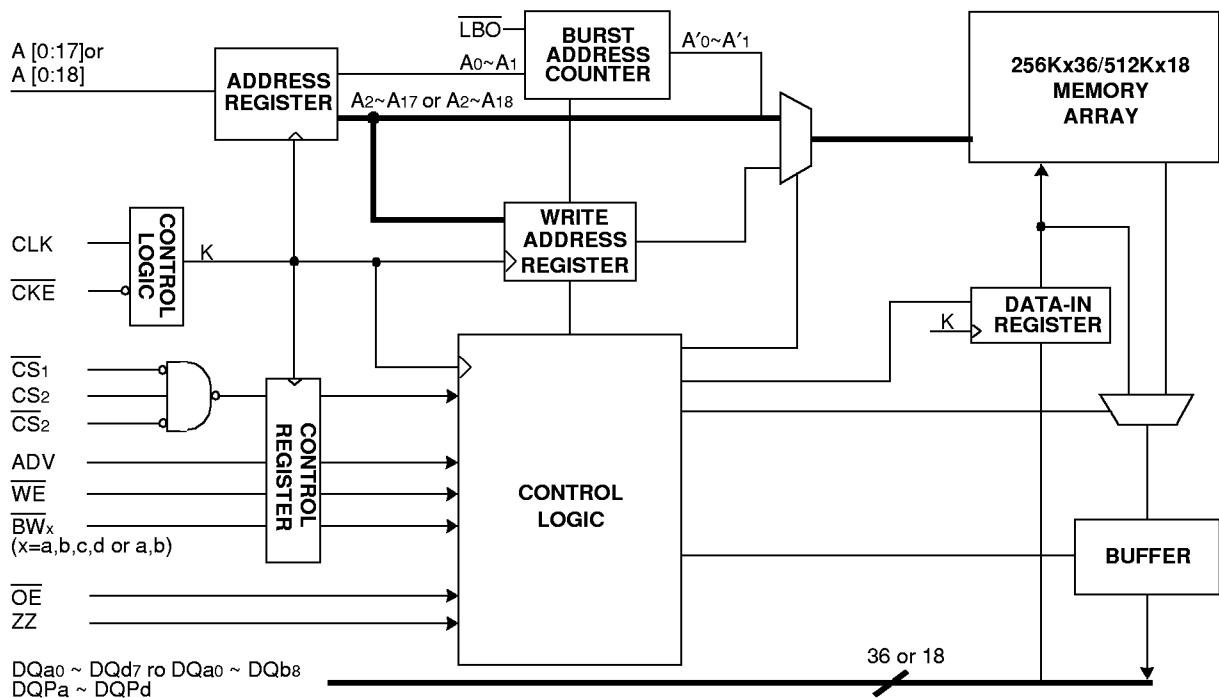 A [0:17]or
A [0:18]
ADDRESS
REGISTER
LBO
A0~A1
BURST
ADDRESS
COUNTER
A'0~A'1
A2~A17 or A2~A18
256Kx36/512Kx18
MEMORY
ARRAY
CLK
CKE
CONTROL
LOGIC
K
WRITE
ADDRESS
REGISTER
K
DATA-IN
REGISTER
CS1
CS2
CS2
ADV
WE
BWx
(x=a,b,c,d or a,b)
CONTROL
REGISTER
CONTROL
LOGIC
BUFFER
OE
ZZ
DQa0 ~ DQd7 ro DQa0 ~ DQb8
DQPa ~ DQPd
36 or 18